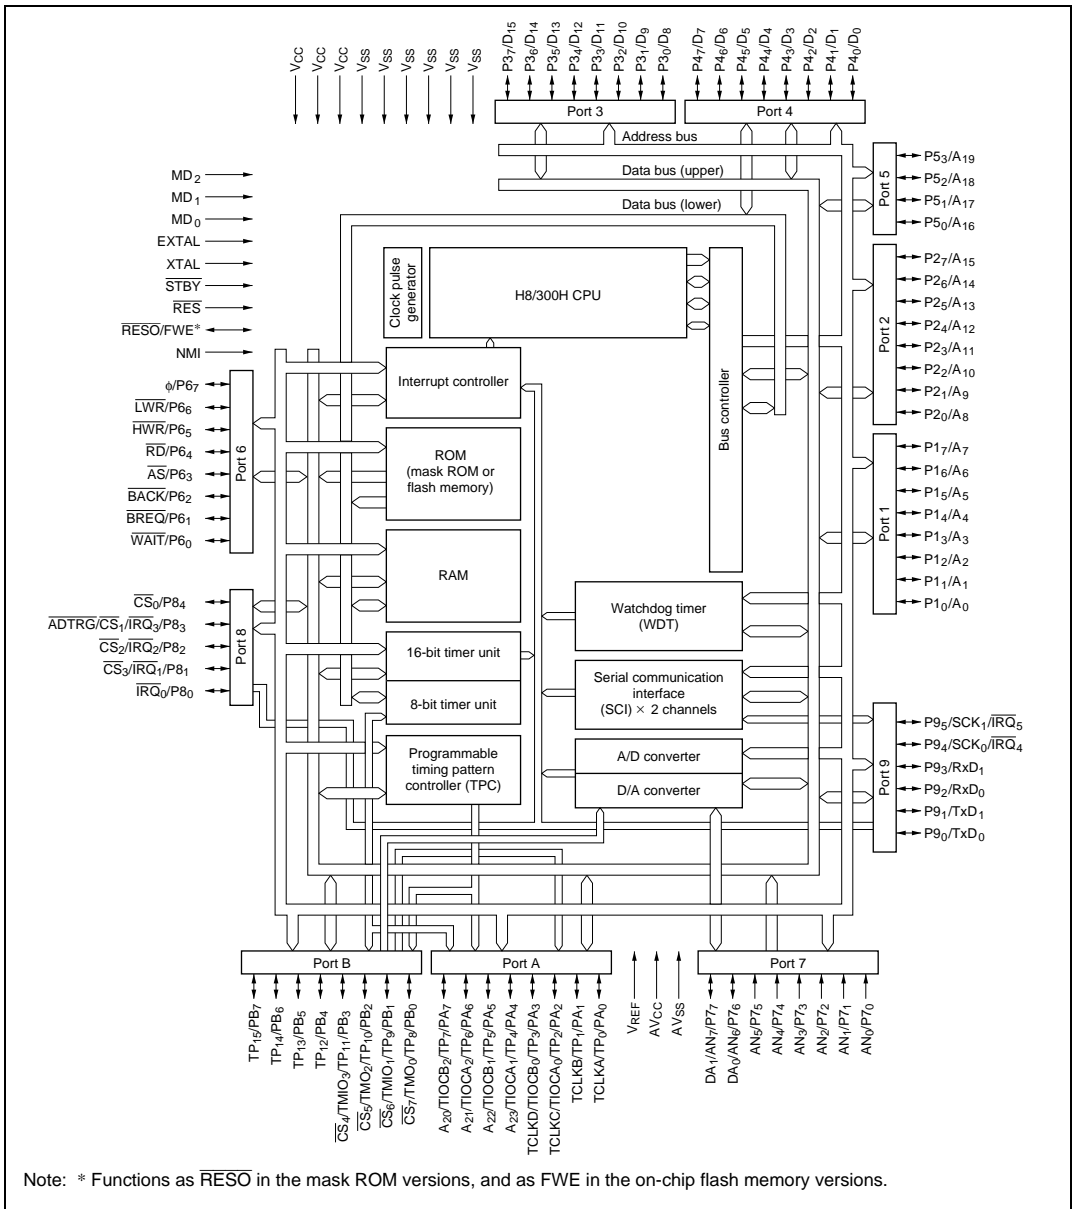 VCC
VCC
VCC
VSS
VSS
VSS
VSS
VSS
VSS
P37/D15
P36/D14
P35/D13
P34/D12
P33/D11
P32/D10
P31/D9
P30/D8
P47/D7
P46/D6
P45/D5
P44/D4
P43/D3
P42/D2
P41/D1
P40/D0
Port 3
Port 4
Address bus
Data bus (upper)
Data bus (lower)
MD2
MD1
MD0
EXTAL
XTAL
STBY
RES
RESO/FWE*
NMI
Port 5
P53/A19
P52/A18
P51/A17
P50/A16
Clock pulse
generator
H8/300H CPU
Bus controller
Port 2
P27/A15
P26/A14
P25/A13
P24/A12
P23/A11
P22/A10
P21/A9
P20/A8
Interrupt controller
ϕ/P67
LWR/P66
HWR/P65
RD/P64
AS/P63
BACK/P62
BREQ/P61
WAIT/P60
Port 6
ROM
(mask ROM or
flash memory)
Port 1
P17/A7
P16/A6
P15/A5
P14/A4
P13/A3
P12/A2
P11/A1
P10/A0
RAM
CS0/P84
ADTRG/CS1/IRQ3/P83
CS2/IRQ2/P82
CS3/IRQ1/P81
IRQ0/P80
Port 8
Watchdog timer
(WDT)
16-bit timer unit
8-bit timer unit
Serial communication
interface
(SCI) × 2 channels
Programmable
timing pattern
controller (TPC)
A/D converter
D/A converter
Port 9
P95/SCK1/IRQ5
P94/SCK0/IRQ4
P93/RxD1
P92/RxD0
P91/TxD1
P90/TxD0
Port B
Port A
Port 7
TP15/PB7
TP14/PB6
TP13/PB5
TP12/PB4
CS4/TMIO3/TP11/PB3
CS5/TMO2/TP10/PB2
CS6/TMIO1/TP9/PB1
CS7/TMO0/TP8/PB0
A20/TIOCB2/TP7/PA7
A21/TIOCA2/TP6/PA6
A22/TIOCB1/TP5/PA5
A23/TIOCA1/TP4/PA4
TCLKD/TIOCB0/TP3/PA3
TCLKC/TIOCA0/TP2/PA2
TCLKB/TP1/PA1
TCLKA/TP0/PA0
VREF
AVCC
AVSS
DA1/AN7/P77
DA0/AN6/P76
AN5/P75
AN4/P74
AN3/P73
AN2/P72
AN1/P71
AN0/P70
Note: * Functions as RESO in the mask ROM versions, and as FWE in the on-chip flash memory versions.